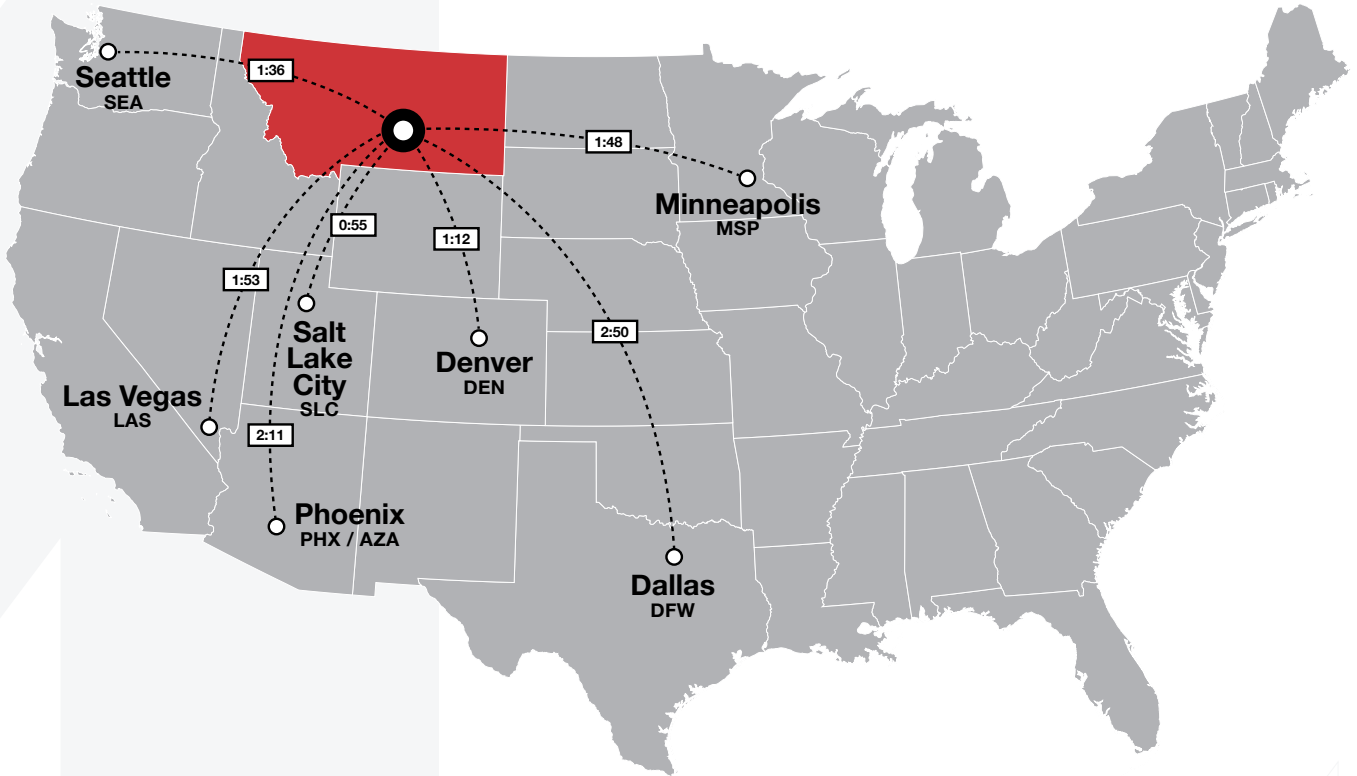 1:36
Seattle
SEA
1:48
Minneapolis
MSP
0:55
1:12
1:53
2:50
Salt
Lake
City
SLC
Denver
DEN
Las Vegas
LAS
2:11
Phoenix
PHX / AZA
Dallas
DFW